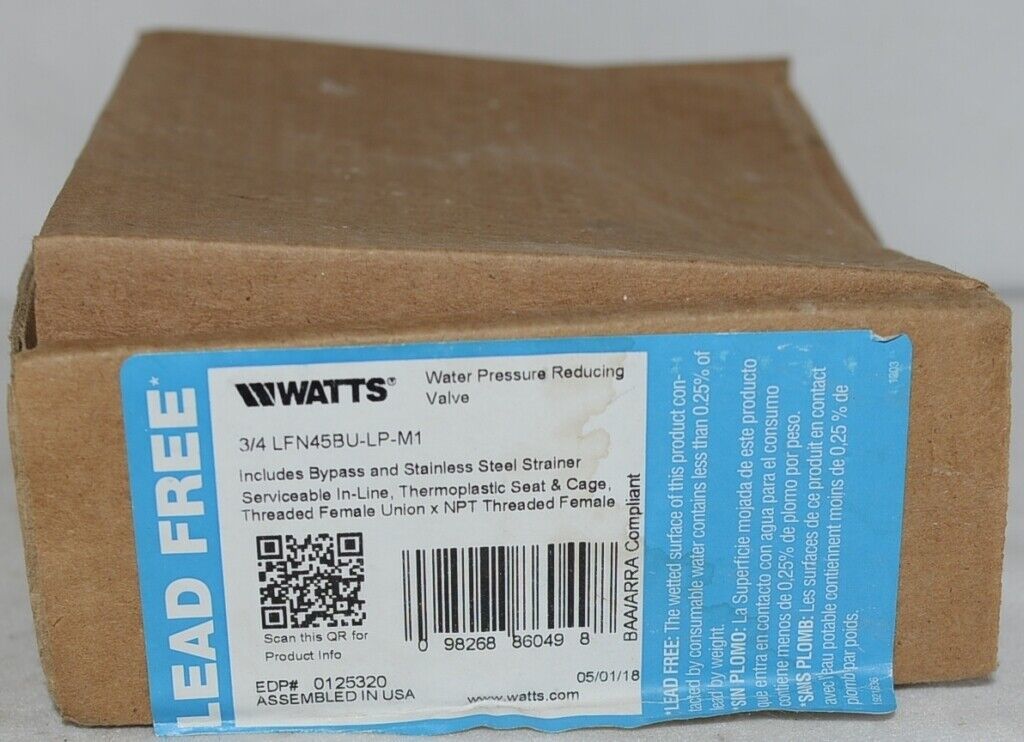 LEAD FREE*
WATTS®
Water Pressure Reducing
Valve
3/4 LFN45BU-LP-M1
Includes Bypass and Stainless Steel Strainer
Serviceable In-Line, Thermoplastic Seat & Cage,
Threaded Female Union x NPT Threaded Female
Scan this QR for
Product Info
0 98268 86049 8
BAA/ARRA Compliant
EDP# 0125320
ASSEMBLED IN USA
www.watts.com
05/01/18
*LEAD FREE: The wetted surface of this product con-
tacted by consumable water contains less than 0.25% of
lead by weight.
*SIN PLOMO: La Superficie mojada de este producto
que entra en contacto con agua para el consumo
contiene menos de 0,25% de plomo por peso.
*SANS PLOMB: Les surfaces de ce produit en contact
avec l'eau potable contiennent moins de 0,25 % de
plomb par poids.
1603